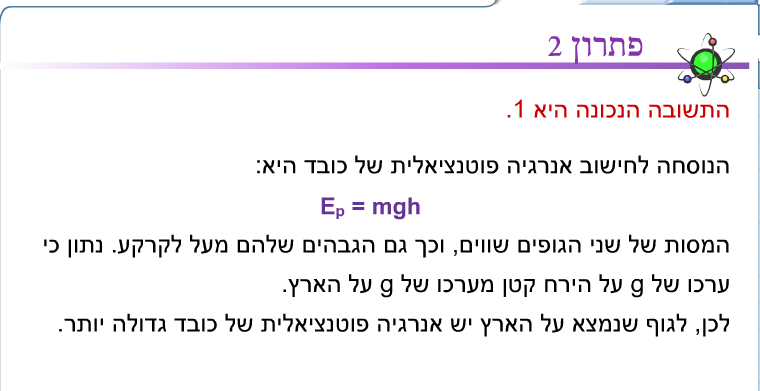 פתרון 2
התשובה הנכונה היא 1.
הנוסחה לחישוב אנרגיה פוטנציאלית של כובד היא:
Eₚ = mgh
המסות של שני הגופים שווים, וכך גם הגבהים שלהם מעל לקרקע. נתון כי
ערכו של g על הירח קטן מערכו של g על הארץ.
לכן, לגוף שנמצא על הארץ יש אנרגיה פוטנציאלית של כובד גדולה יותר.